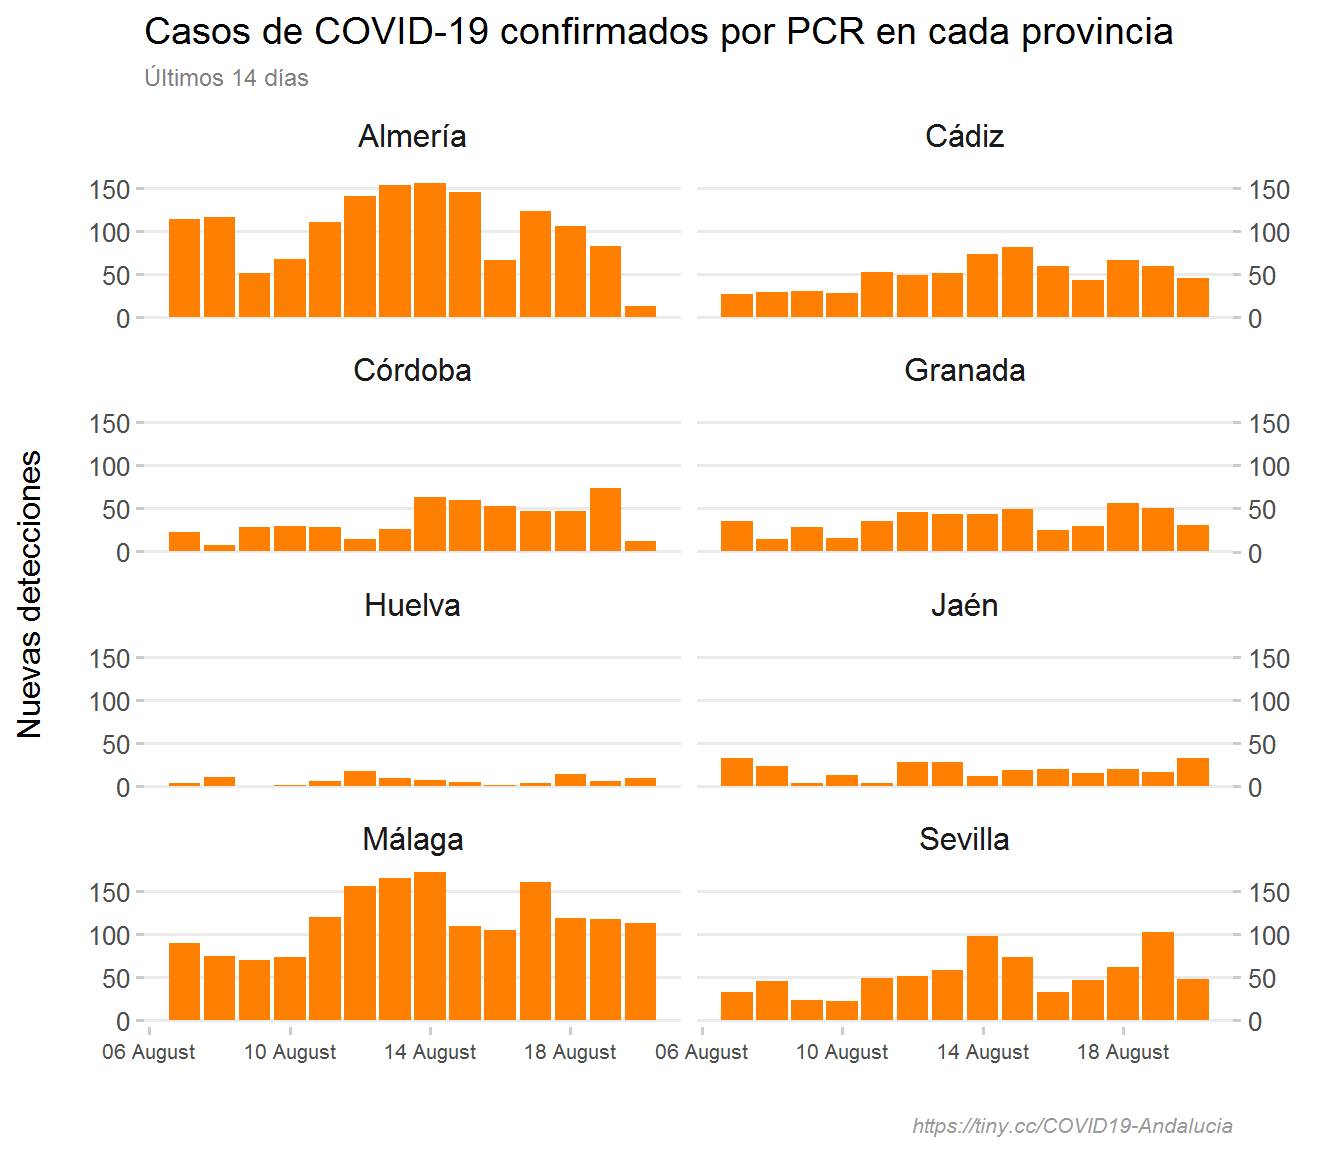 Casos de COVID-19 confirmados por PCR en cada provincia
Últimos 14 días
Almería
Cádiz
150
100
50
0
150
100
50
0
Córdoba
Granada
150
100
50
0
150
100
50
0
Nuevas detecciones
Huelva
Jaén
150
100
50
0
150
100
50
0
Málaga
Sevilla
150
100
50
0
150
100
50
0
06 August 10 August 14 August 18 August 06 August 10 August 14 August 18 August
https://tiny.cc/COVID19-Andalucia